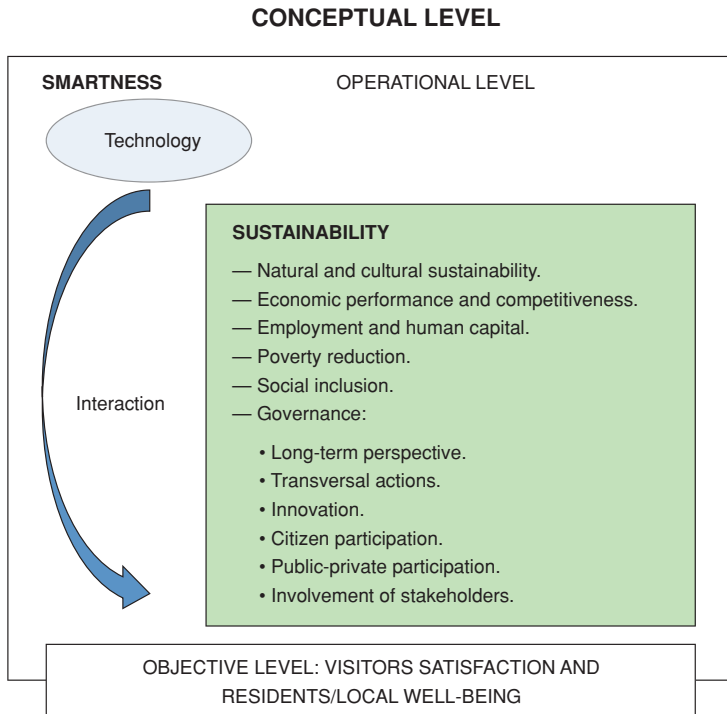 CONCEPTUAL LEVEL
SMARTNESS
OPERATIONAL LEVEL
Technology
SUSTAINABILITY
— Natural and cultural sustainability.
— Economic performance and competitiveness.
— Employment and human capital.
— Poverty reduction.
— Social inclusion.
— Governance:
• Long-term perspective.
• Transversal actions.
• Innovation.
• Citizen participation.
• Public-private participation.
• Involvement of stakeholders.
Interaction
OBJECTIVE LEVEL: VISITORS SATISFACTION AND
RESIDENTS/LOCAL WELL-BEING